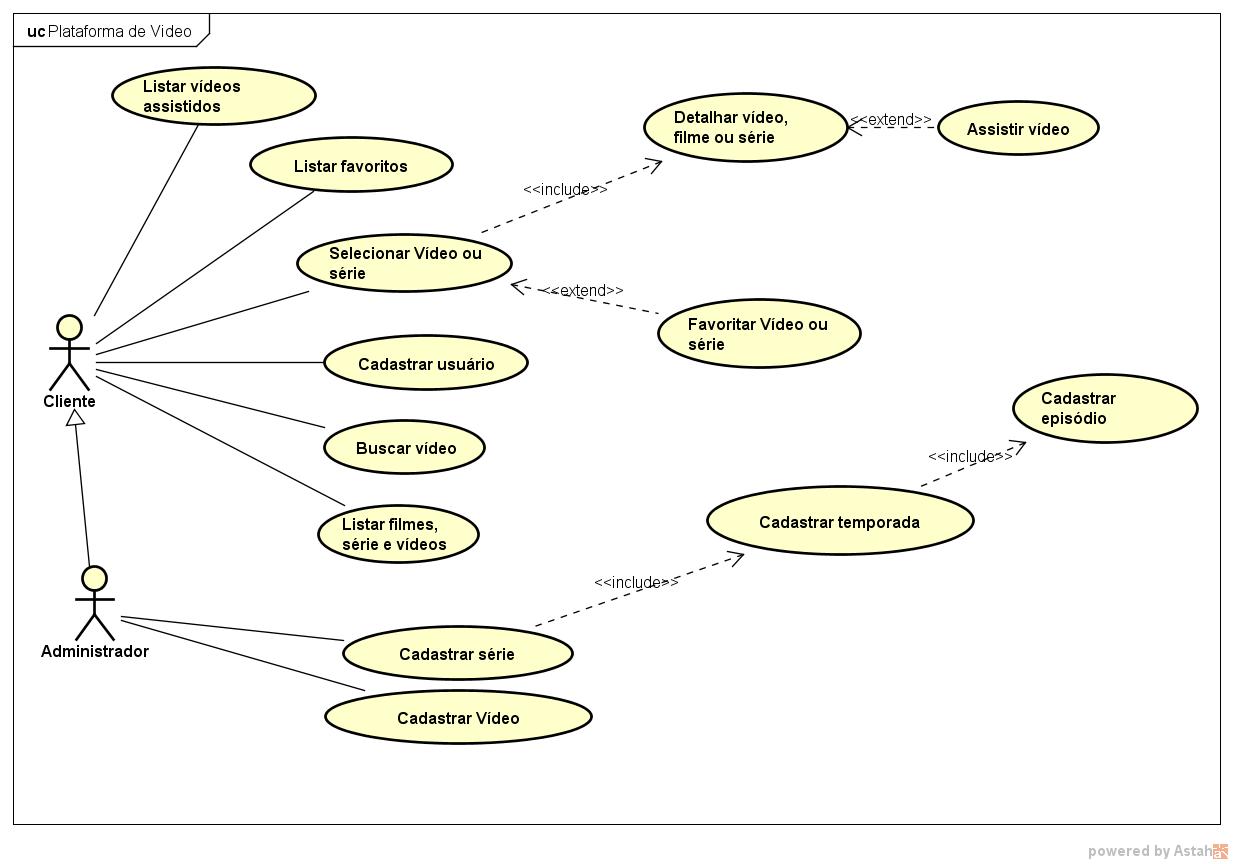 uc Plataforma de Video
Listar vídeos
assistidos
Listar favoritos
Detalhar vídeo,
filme ou série
<<extend>>
Assistir vídeo
<<include>>
Selecionar Vídeo ou
série
<<extend>>
Favoritar Vídeo ou
série
Cadastrar usuário
Cliente
Cadastrar
episódio
Buscar vídeo
<<include>>
Listar filmes,
série e vídeos
Cadastrar temporada
<<include>>
Administrador
Cadastrar série
Cadastrar Vídeo
powered by Astah